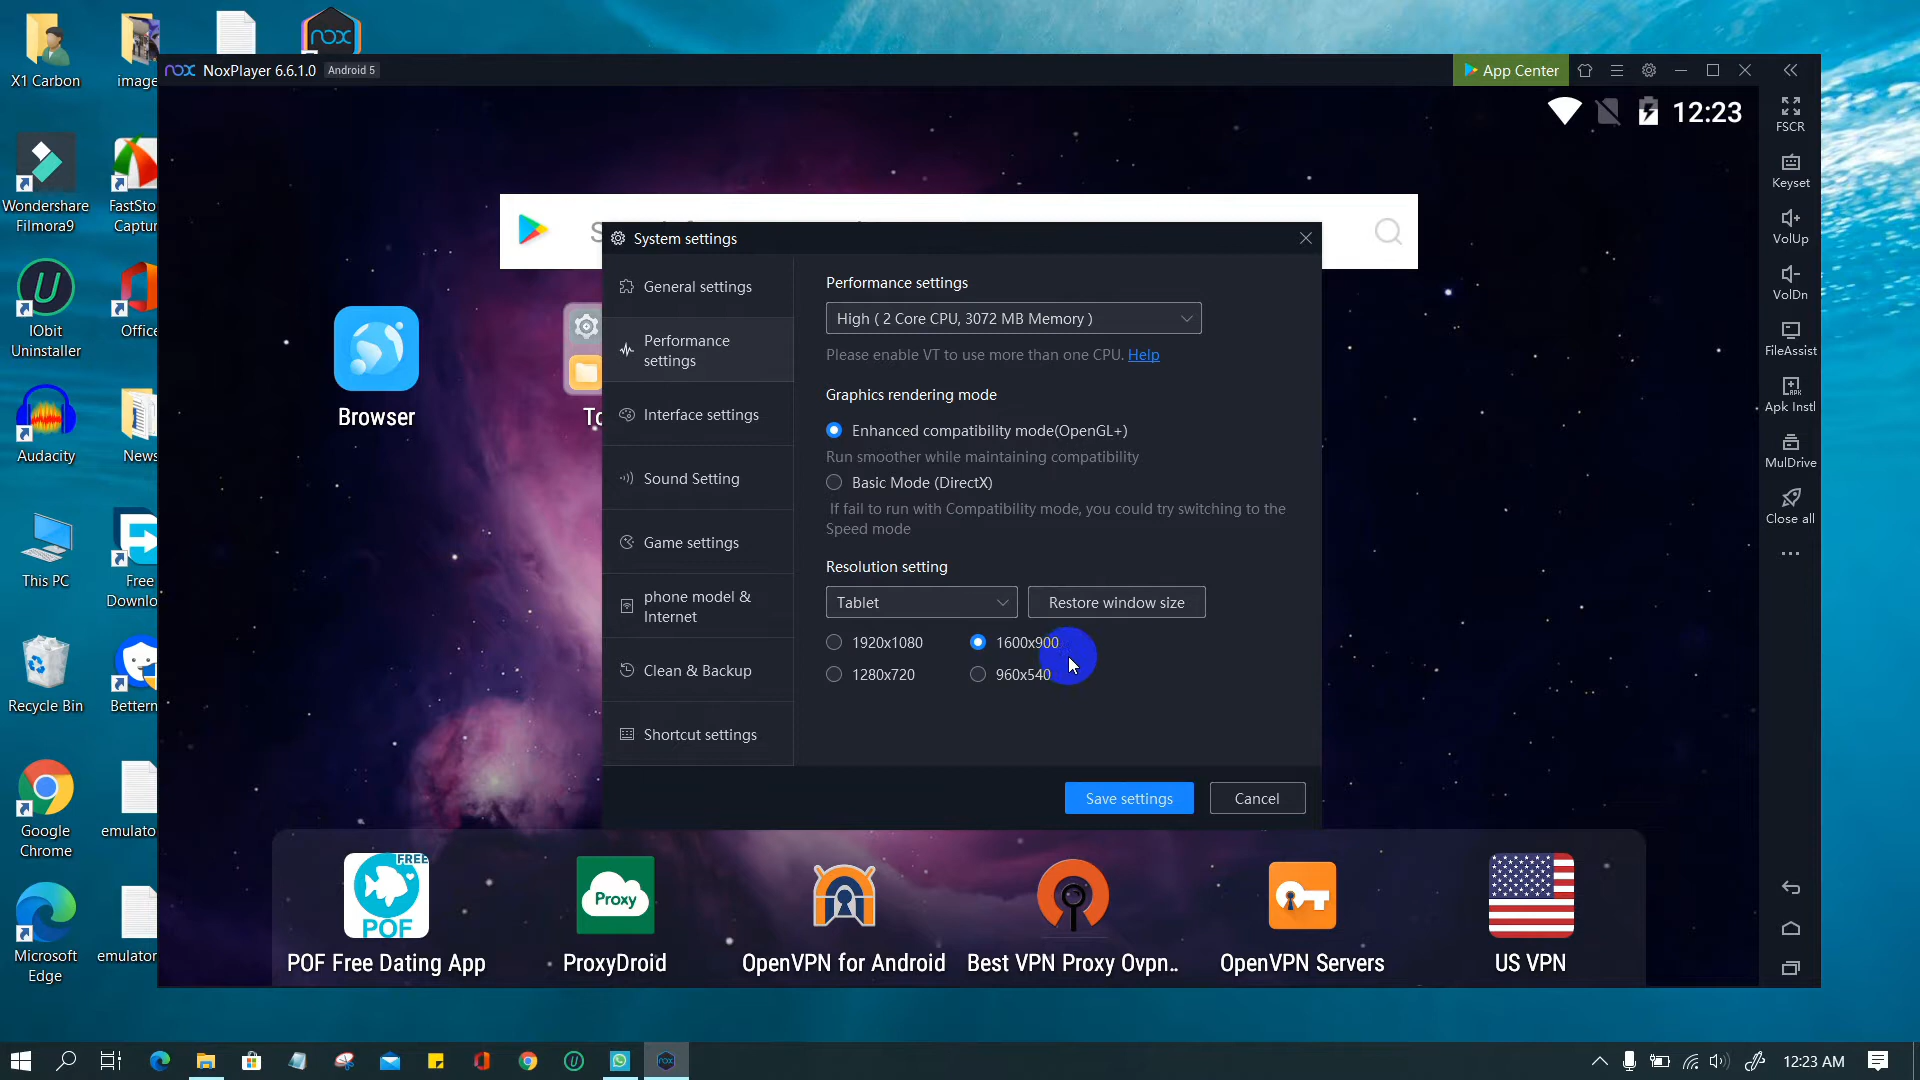 X1 Carbon
image
nox
nox NoxPlayer 6.6.1.0 Android 5
App Center
12:23
FSCR
Keyset
VolUp
VolDn
FileAssist
Apk Instl
MulDrive
Close all
Wondershare
Filmora9
FastSto
Captur
IObit
Uninstaller
Office
Audacity
News
This PC
Free
Downlo
Recycle Bin
Bettern
Google
Chrome
emulato
Microsoft
Edge
emulator
Browser
To
System settings
General settings
Performance
settings
Interface settings
Sound Setting
Game settings
phone model &
Internet
Clean & Backup
Shortcut settings
Performance settings
High ( 2 Core CPU, 3072 MB Memory )
Please enable VT to use more than one CPU. Help
Graphics rendering mode
Enhanced compatibility mode(OpenGL+)
Run smoother while maintaining compatibility
Basic Mode (DirectX)
If fail to run with Compatibility mode, you could try switching to the
Speed mode
Resolution setting
Tablet
Restore window size
1920x1080 1600x900
1280x720 960x540
Save settings Cancel
FREE
POF
Proxy
POF Free Dating App
ProxyDroid
OpenVPN for Android
Best VPN Proxy Ovpn..
OpenVPN Servers
US VPN
12:23 AM